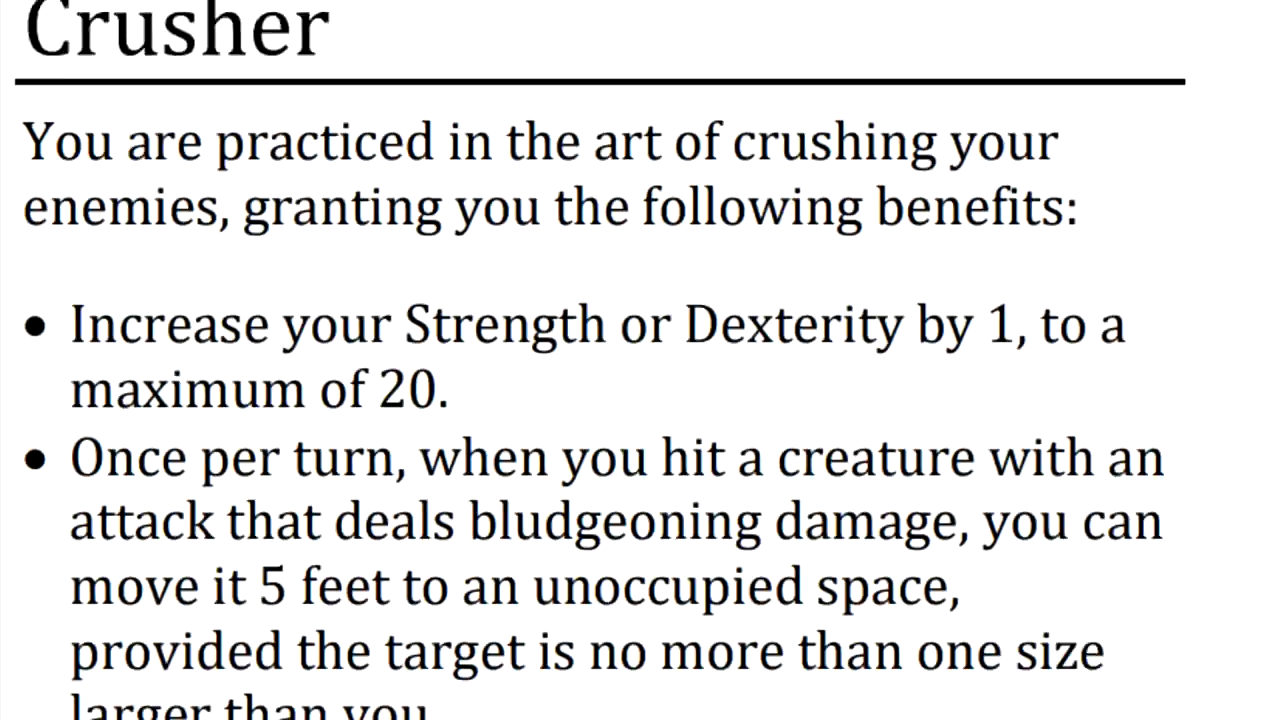 Crusher
You are practiced in the art of crushing your
enemies, granting you the following benefits:
• Increase your Strength or Dexterity by 1, to a
maximum of 20.
• Once per turn, when you hit a creature with an
attack that deals bludgeoning damage, you can
move it 5 feet to an unoccupied space,
provided the target is no more than one size
larger than you